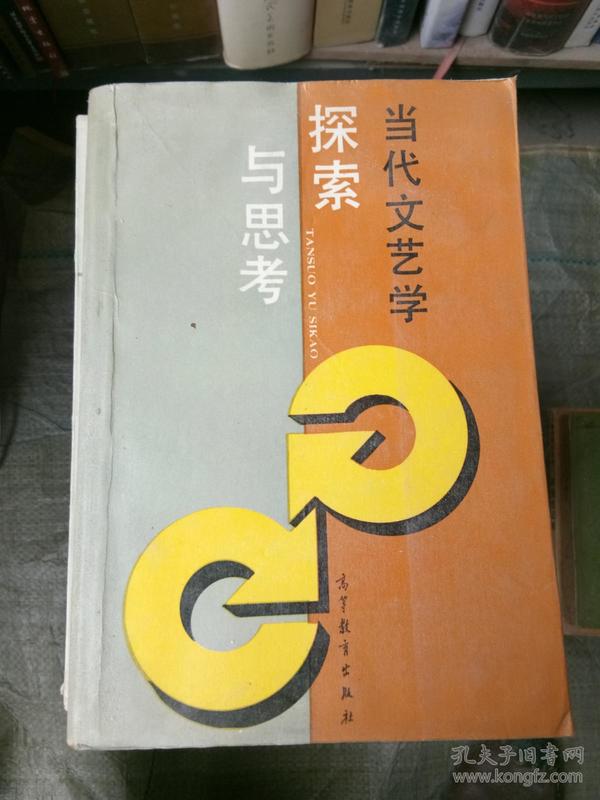 当代文艺学
探索
与思考
TANSUO YU SIKAO
高等教育出版社
孔夫子旧书网
www.kongfz.com